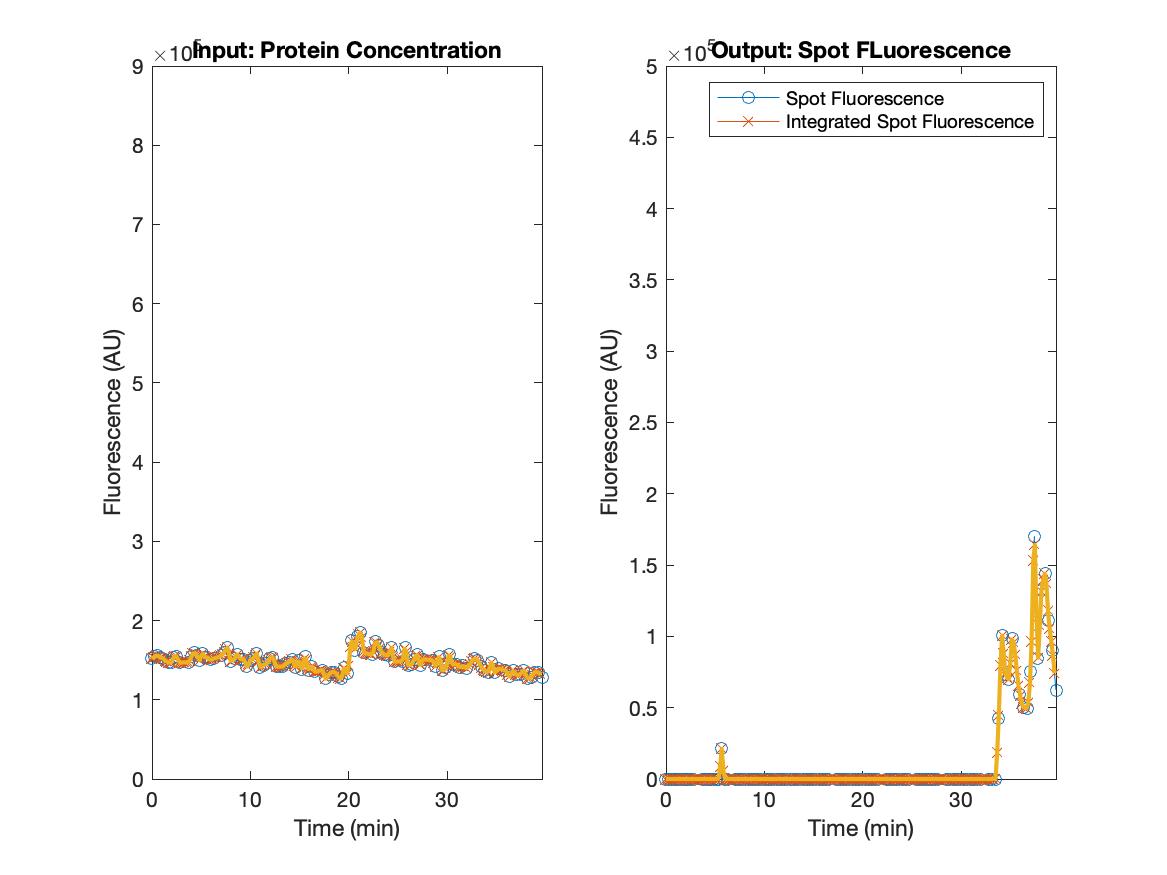 ×10⁵
Input: Protein Concentration
9
8
7
6
5
4
3
2
1
0
Fluorescence (AU)
0 10 20 30
Time (min)
×10⁵
Output: Spot FLuorescence
Spot Fluorescence
Integrated Spot Fluorescence
5
4.5
4
3.5
3
2.5
2
1.5
1
0.5
0
Fluorescence (AU)
0 10 20 30
Time (min)